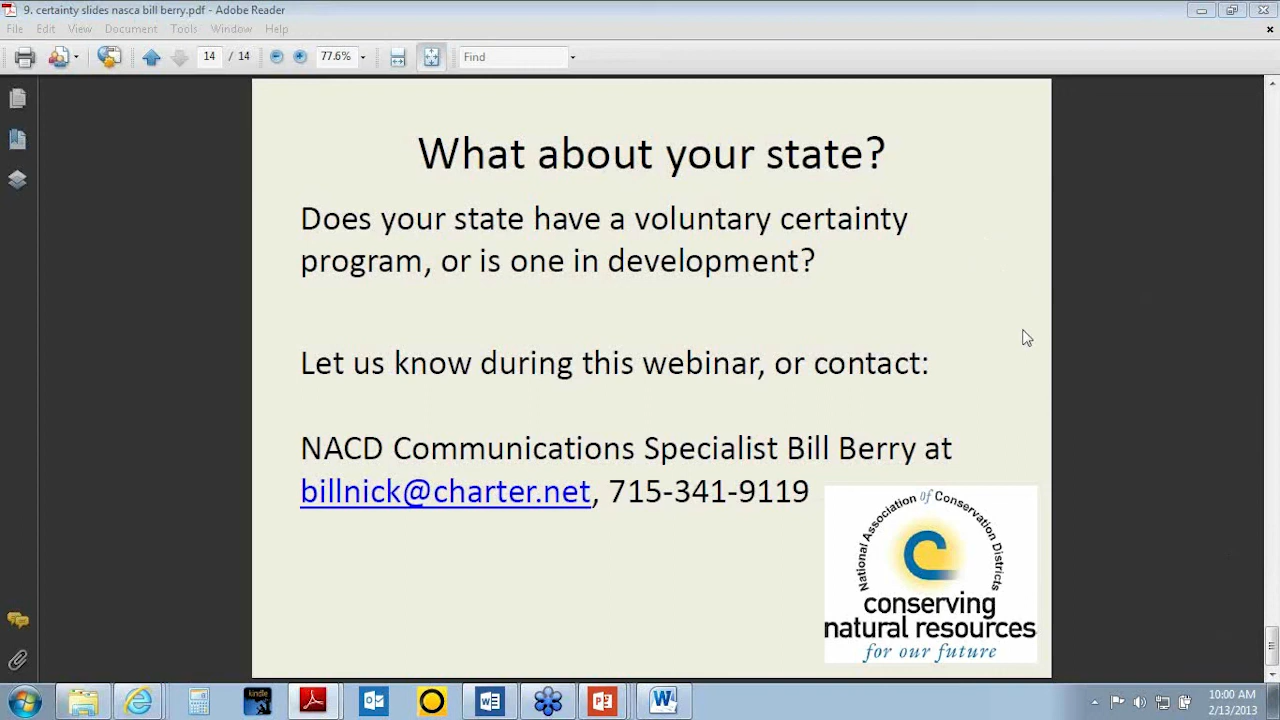 9. certainty slides nasca bill berry.pdf - Adobe Reader
File Edit View Document Tools Window Help
14 / 14 77.6% Find
What about your state?
Does your state have a voluntary certainty
program, or is one in development?
Let us know during this webinar, or contact:
NACD Communications Specialist Bill Berry at
billnick@charter.net, 715-341-9119
National Association of Conservation Districts
conserving
natural resources
for our future
kindle
10:00 AM
2/13/2013